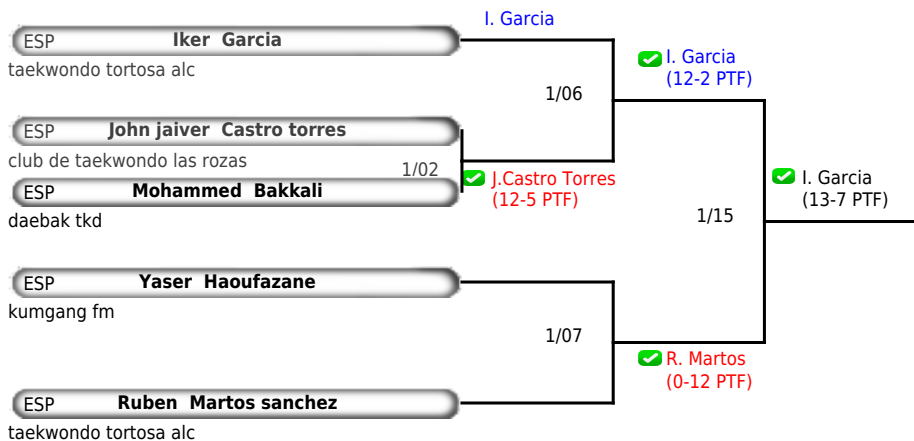 I. Garcia
ESP Iker Garcia
taekwondo tortosa alc
I. Garcia
(12-2 PTF)
1/06
ESP John jaiver Castro torres
club de taekwondo las rozas
1/02
J.Castro Torres
(12-5 PTF)
ESP Mohammed Bakkali
daebak tkd
I. Garcia
(13-7 PTF)
1/15
ESP Yaser Haoufazane
kumgang fm
1/07
R. Martos
(0-12 PTF)
ESP Ruben Martos sanchez
taekwondo tortosa alc